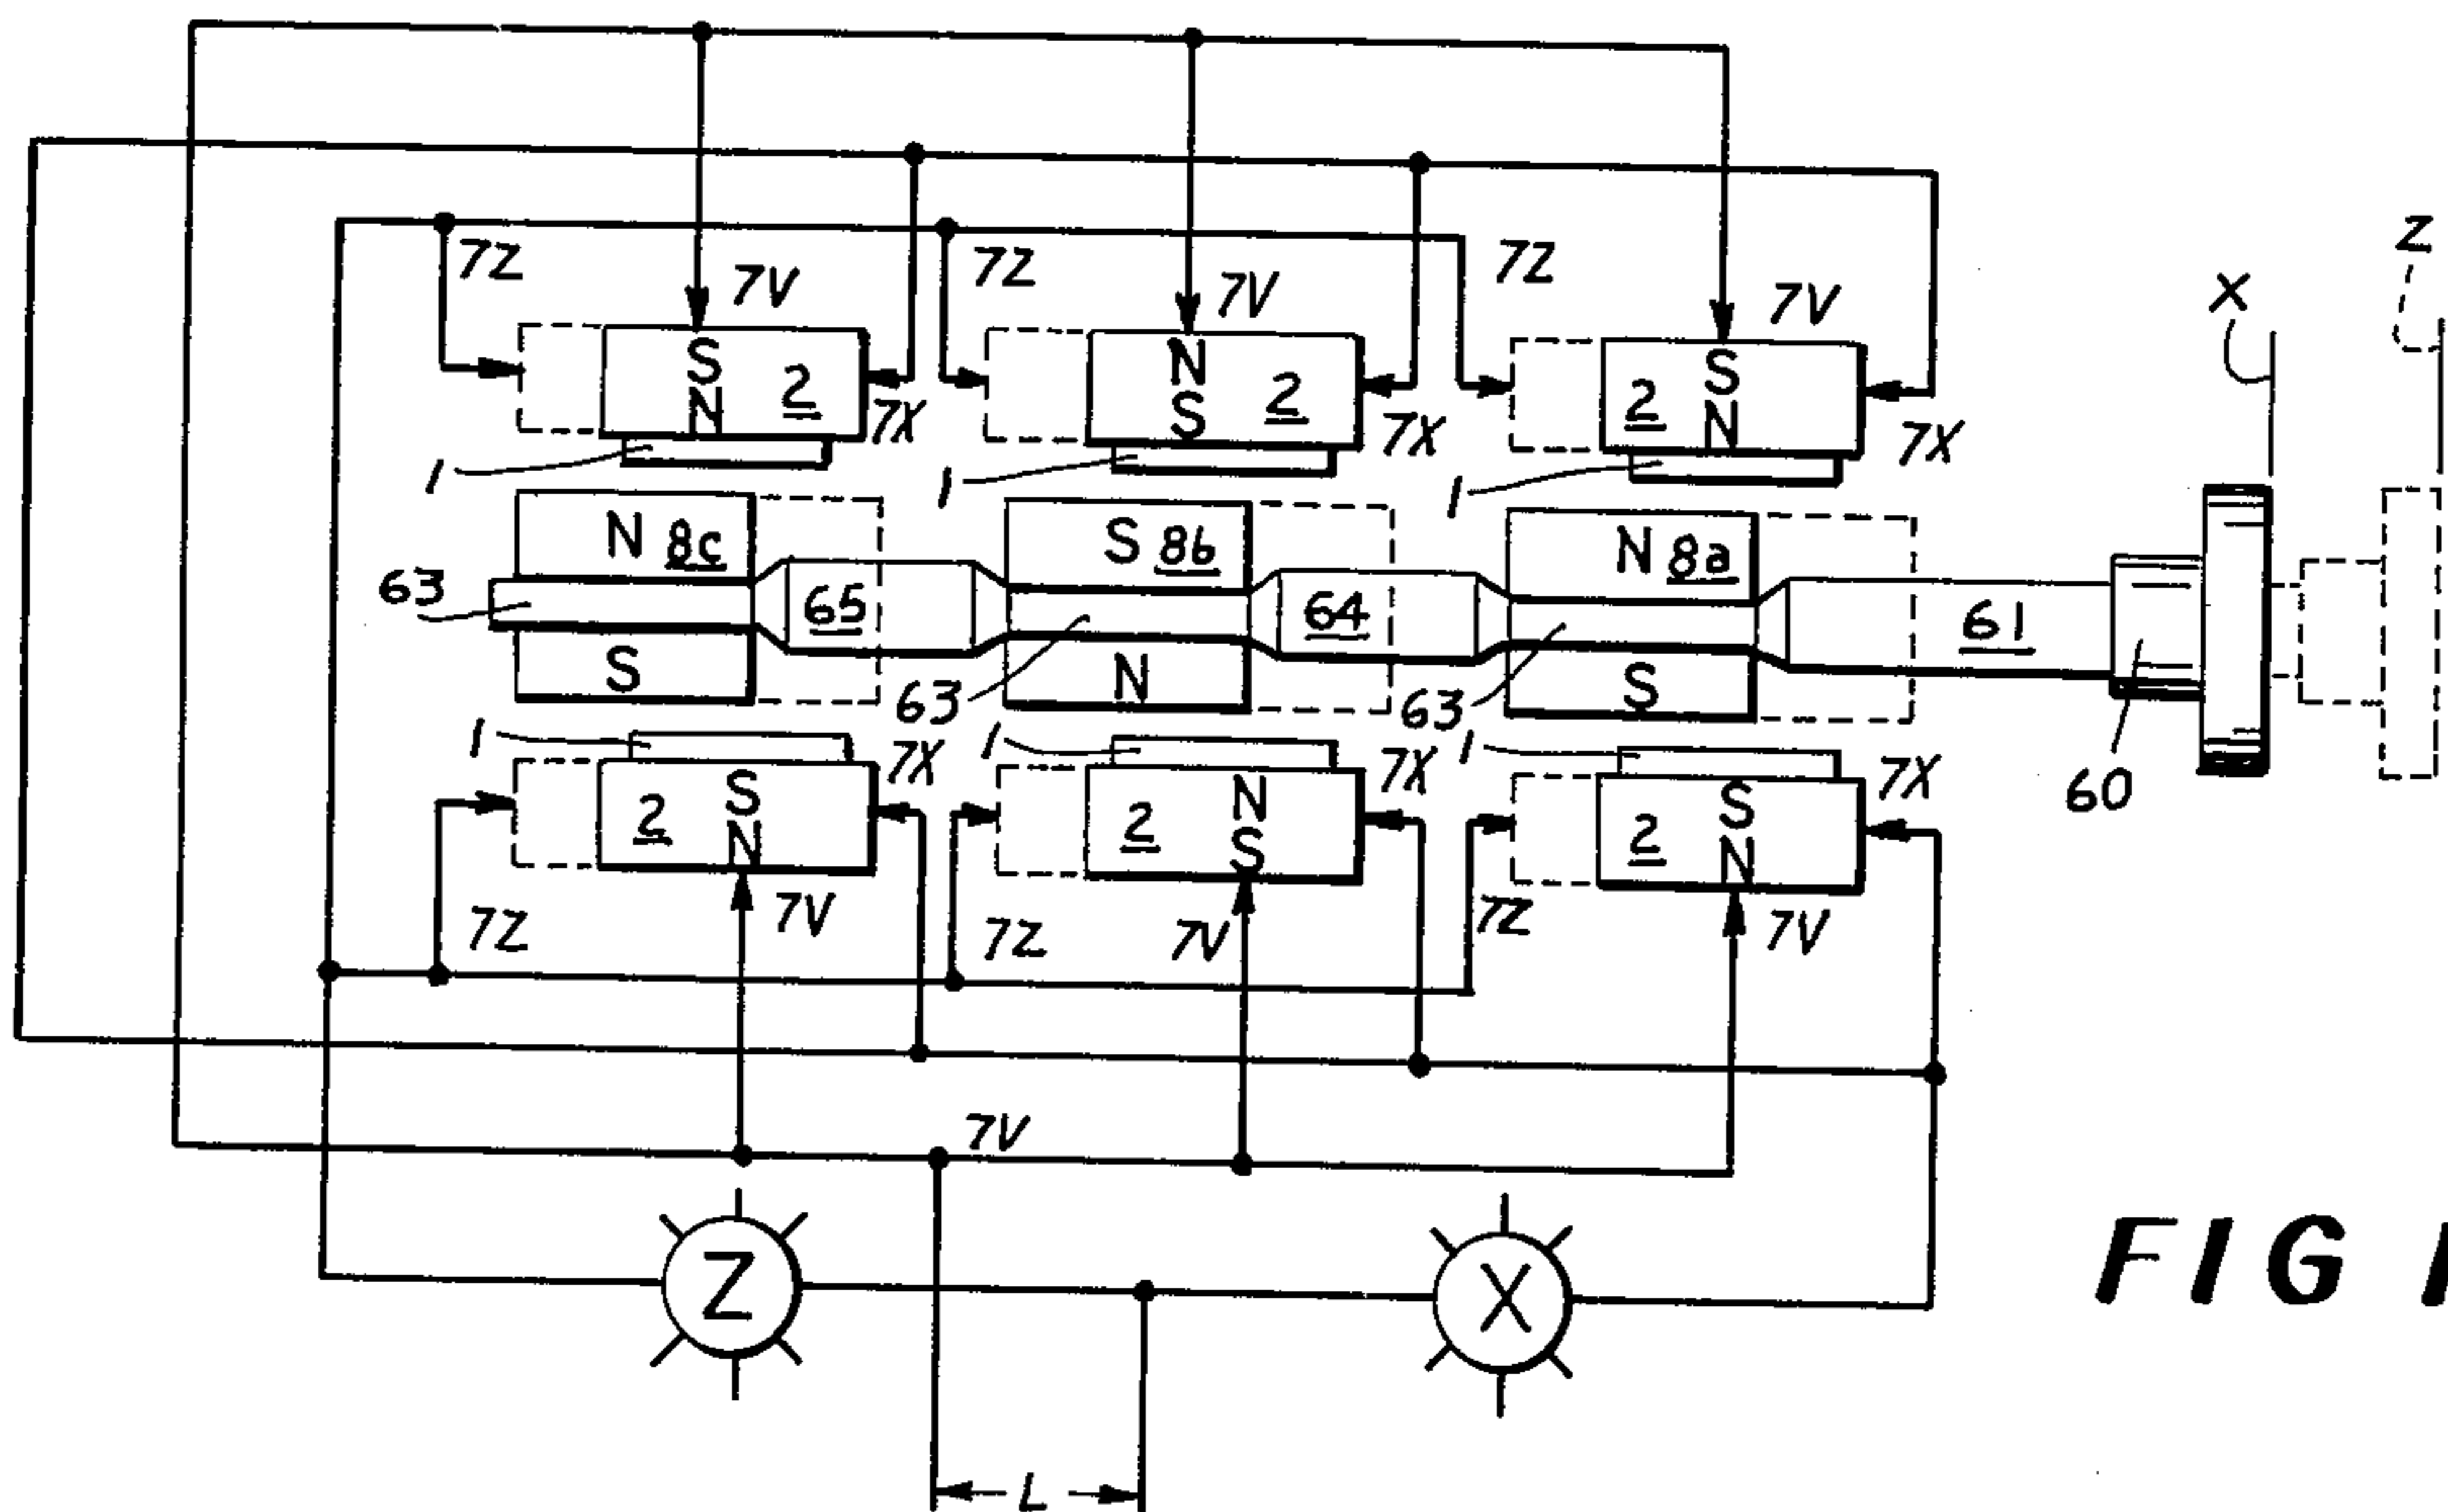 Z
X
7Z 7Z 7Z
7V 7V 7V
S N S
N 2 S 2 2 N
7X 7X 7X
1 1 1
N 8c S 8b N 8a
63 65 64 61
S N S
63 63
1 7X 1 7X 1 7X
60
S N S
2 2 2
N S N
7Z 7V 7Z 7V 7Z 7V
7V
Z X
FIG
L